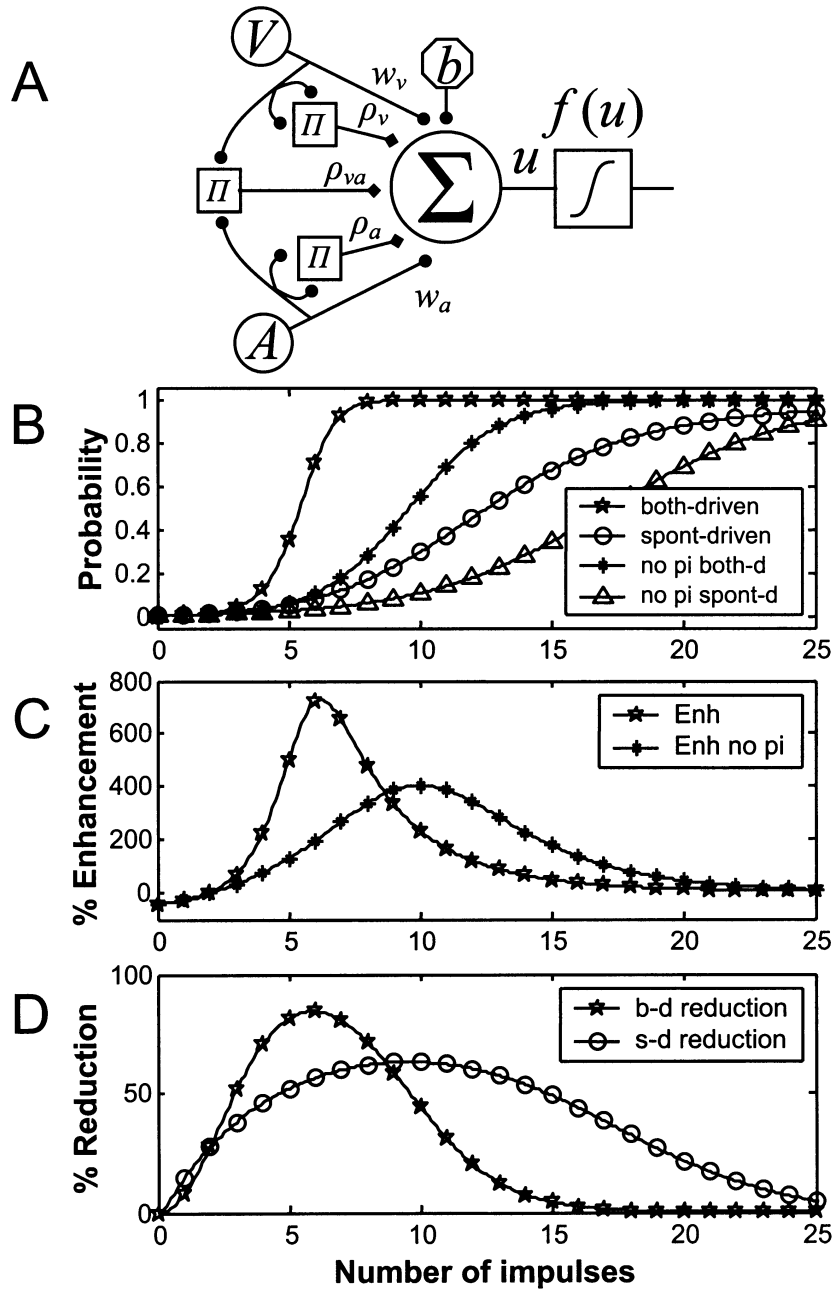 A
V
w_v
b
Π
ρ_v
f (u)
Π
ρ_va
Σ
u
∫
Π
ρ_a
w_a
A
B
Probability
1
0.8
0.6
0.4
0.2
0
both-driven
spont-driven
no pi both-d
no pi spont-d
0 5 10 15 20 25
C
% Enhancement
800
600
400
200
0
Enh
Enh no pi
0 5 10 15 20 25
D
% Reduction
100
50
0
b-d reduction
s-d reduction
0 5 10 15 20 25
Number of impulses